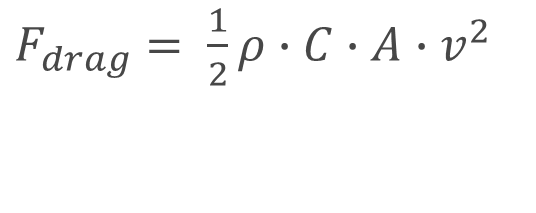 F_drag = 1/2 ρ · C · A · v²